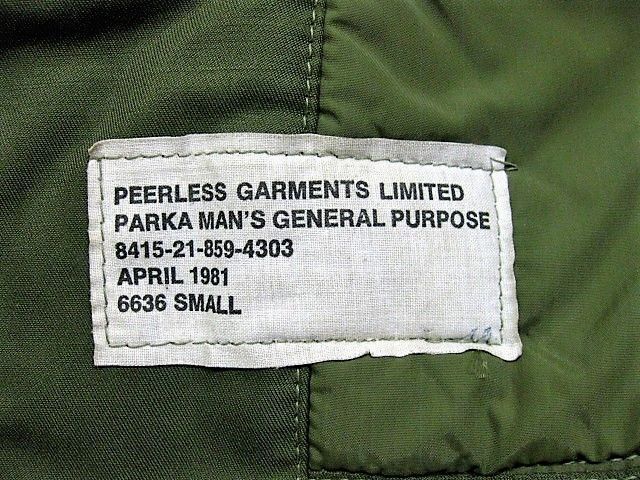 PEERLESS GARMENTS LIMITED
PARKA MAN'S GENERAL PURPOSE
8415-21-859-4303
APRIL 1981
6636 SMALL